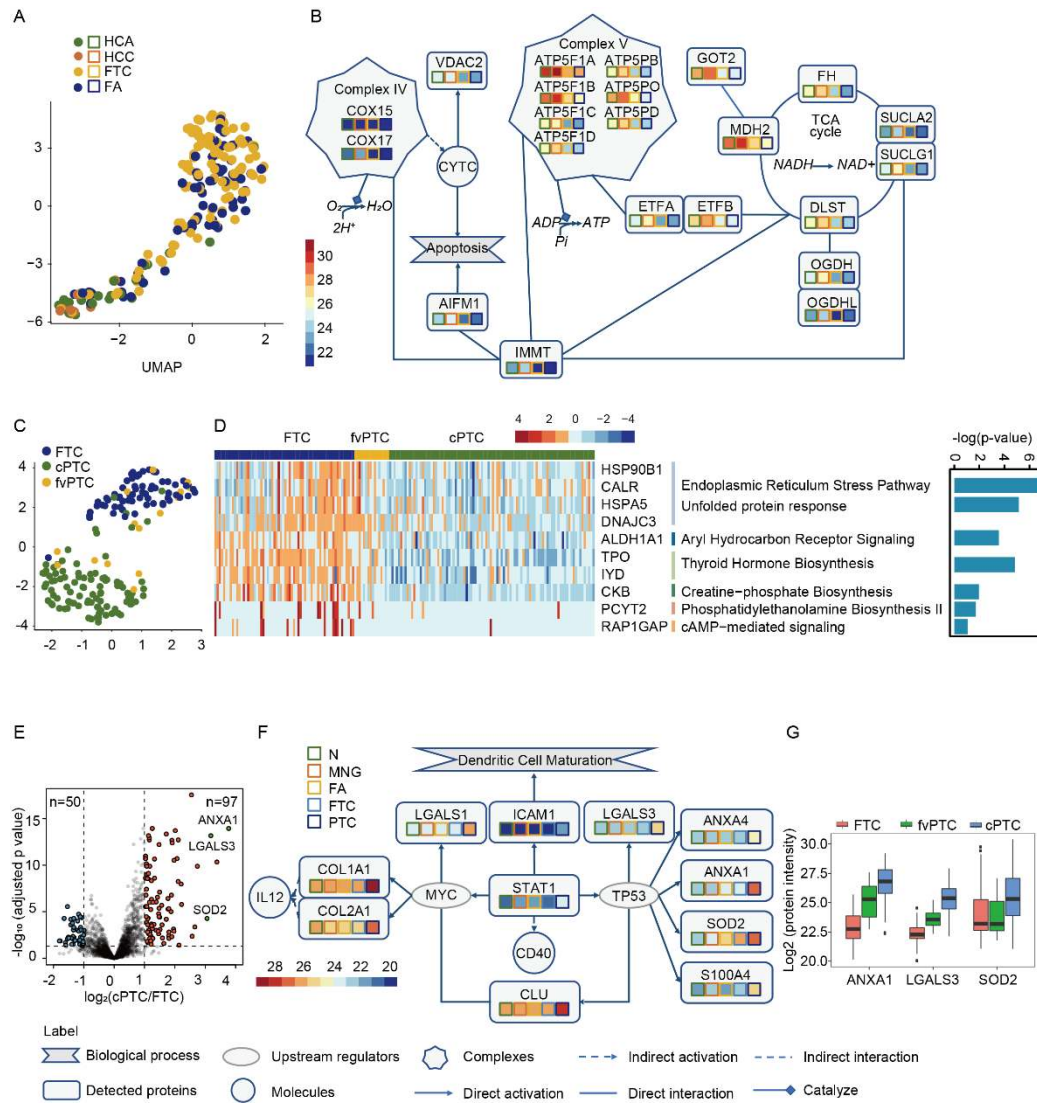 A
HCA
HCC
FTC
FA
3
1
−1
−3
−6
−2
0
2
UMAP
B
Complex IV
COX15
COX17
O₂ H₂O
2H⁺
30
28
26
24
22
VDAC2
CYTC
Apoptosis
AIFM1
IMMT
Complex V
ATP5F1A ATP5PB
ATP5F1B ATP5PO
ATP5F1C ATP5PD
ATP5F1D
ADP ATP
Pi
ETFA ETFB
GOT2
MDH2
FH
TCA
cycle
NADH NAD+
SUCLA2
SUCLG1
DLST
OGDH
OGDHL
C
FTC
cPTC
fvPTC
4
2
0
−2
−4
−2 −1 0 1 2 3
D
4 2 0 −2 −4
FTC fvPTC cPTC
HSP90B1
CALR
HSPA5
DNAJC3
ALDH1A1
TPO
IYD
CKB
PCYT2
RAP1GAP
Endoplasmic Reticulum Stress Pathway
Unfolded protein response
Aryl Hydrocarbon Receptor Signaling
Thyroid Hormone Biosynthesis
Creatine−phosphate Biosynthesis
Phosphatidylethanolamine Biosynthesis II
cAMP−mediated signaling
-log(p-value)
0 2 4 6
E
n=50 n=97
ANXA1
LGALS3
SOD2
15
10
5
0
-log₁₀ (adjusted p value)
−2 −1 0 1 2 3 4
log₂(cPTC/FTC)
F
N
MNG
FA
FTC
PTC
Dendritic Cell Maturation
LGALS1
ICAM1
LGALS3
ANXA4
COL1A1
ANXA1
IL12
MYC
STAT1
TP53
COL2A1
SOD2
CD40
S100A4
CLU
28 26 24 22 20
G
FTC fvPTC cPTC
30.0
27.5
25.0
22.5
20.0
Log2 (protein intensity)
ANXA1 LGALS3 SOD2
Label
Biological process Upstream regulators Complexes Indirect activation Indirect interaction
Detected proteins Molecules Direct activation Direct interaction Catalyze